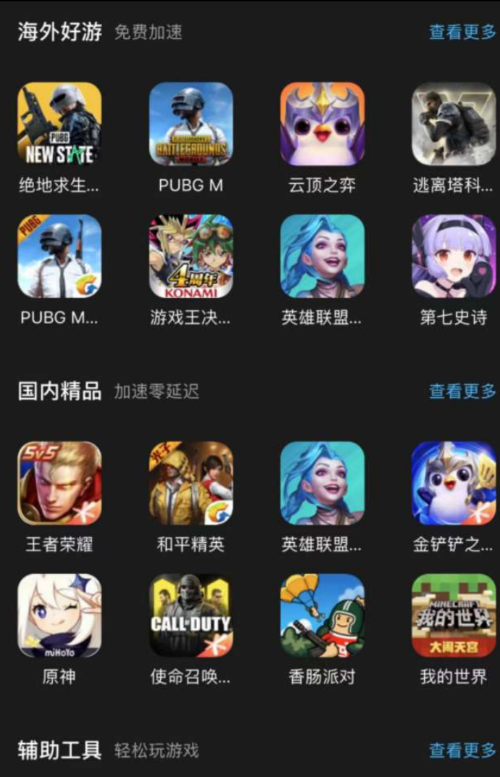 海外好游 免费加速 查看更多
PUBG
NEW STATE
BATTLEGROUNDS
绝地求生... PUBG M 云顶之弈 逃离塔科...
PUBG
4周年
KONAMI
PUBG M... 游戏王决... 英雄联盟... 第七史诗
国内精品 加速零延迟 查看更多
5v5 光子
王者荣耀 和平精英 英雄联盟... 金铲铲之...
miHoYo
CALL DUTY
MINECRAFT
我的世界
大闹天宫
原神 使命召唤... 香肠派对 我的世界
辅助工具 轻松玩游戏 查看更多